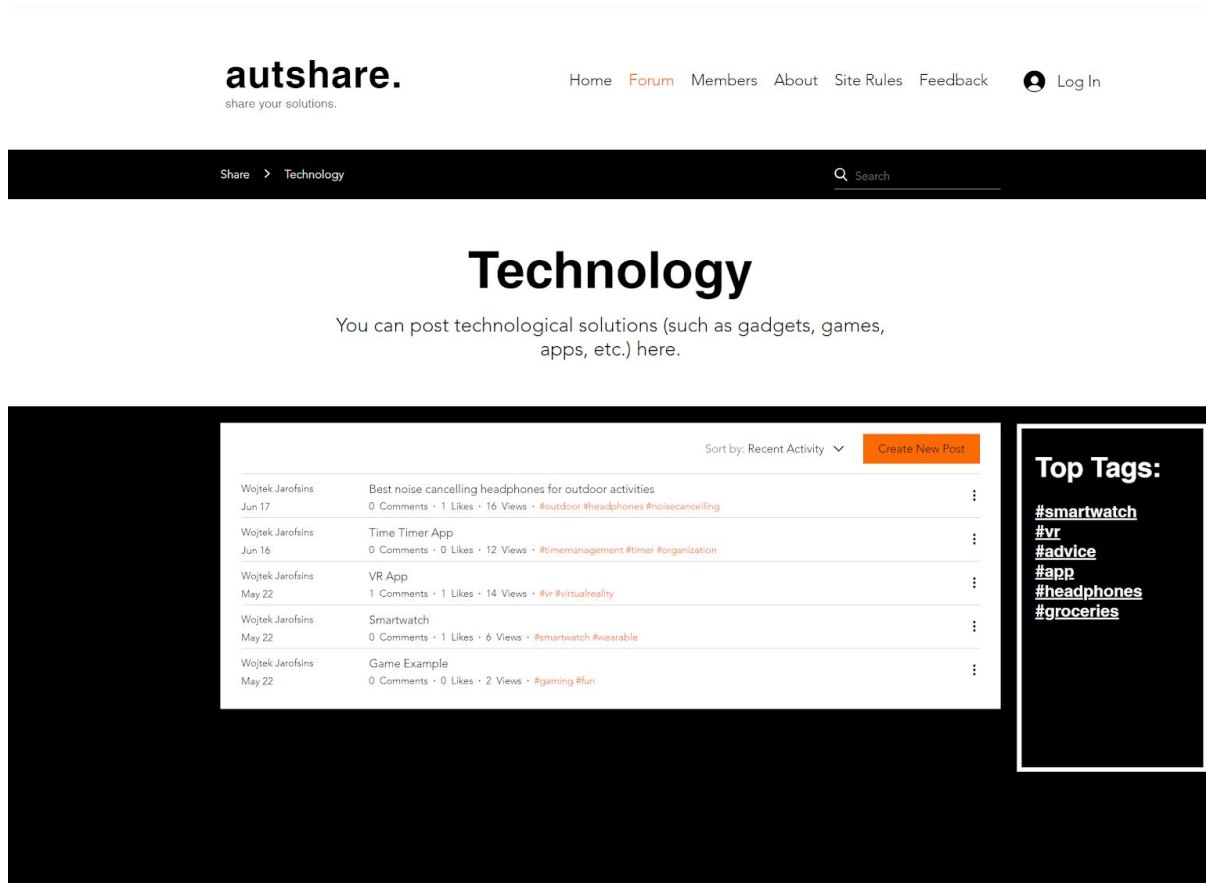 autshare.
share your solutions.
Home Forum Members About Site Rules Feedback Log In
Share > Technology Search
Technology
You can post technological solutions (such as gadgets, games,
apps, etc.) here.
Sort by: Recent Activity Create New Post
Wojtek Jarofsins Best noise cancelling headphones for outdoor activities
Jun 17 0 Comments · 1 Likes · 16 Views · #outdoor #headphones #noisecancelling
Wojtek Jarofsins Time Timer App
Jun 16 0 Comments · 0 Likes · 12 Views · #timemanagement #timer #organization
Wojtek Jarofsins VR App
May 22 1 Comments · 1 Likes · 14 Views · #vr #virtualreality
Wojtek Jarofsins Smartwatch
May 22 0 Comments · 1 Likes · 6 Views · #smartwatch #wearable
Wojtek Jarofsins Game Example
May 22 0 Comments · 0 Likes · 2 Views · #gaming #fun
Top Tags:
#smartwatch
#vr
#advice
#app
#headphones
#groceries